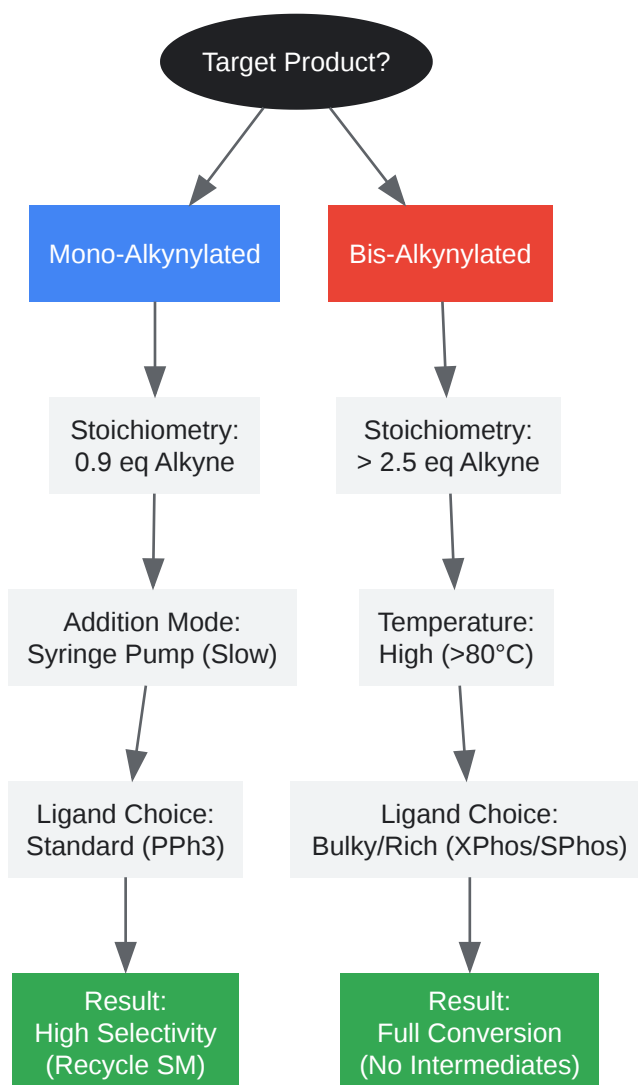 Target Product?
Mono-Alkynylated
Bis-Alkynylated
Stoichiometry:
0.9 eq Alkyne
Stoichiometry:
> 2.5 eq Alkyne
Addition Mode:
Syringe Pump (Slow)
Temperature:
High (>80°C)
Ligand Choice:
Standard (PPh3)
Ligand Choice:
Bulky/Rich (XPhos/SPhos)
Result:
High Selectivity
(Recycle SM)
Result:
Full Conversion
(No Intermediates)